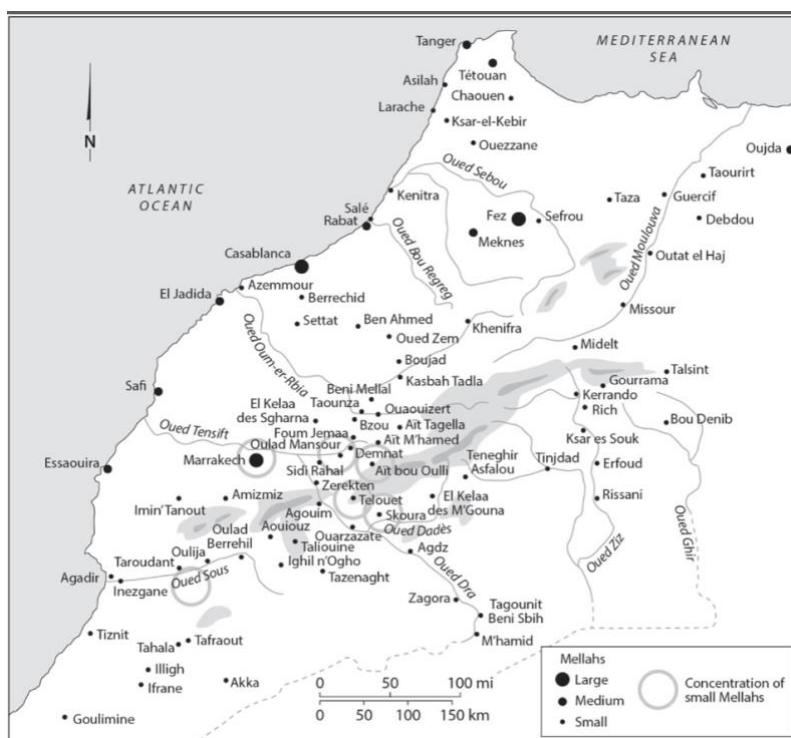 MEDITERRANEAN
SEA
Tanger
Tétouan
Asilah
Chaouen
Larache
Ksar-el-Kebir
Ouezzane
Oujda
N
Oued Sebou
Taourirt
ATLANTIC
OCEAN
Kenitra
Taza
Guercif
Salé
Rabat
Fez
Sefrou
Debdou
Meknes
Oued Moulouva
Oued Bou Regreg
Casablanca
Outat el Haj
Azemmour
El Jadida
Berrechid
Missour
Settat
Ben Ahmed
Khenifra
Oued Zem
Oued Oum-er-Rbia
Midelt
Boujad
Talsint
Kasbah Tadla
Gourrama
Safi
Beni Mellal
Kerrando
El Kelaa
des Sgharna
Taounza
Ouaouizert
Rich
Oued Tensift
Bzou
Aït Tagella
Bou Denib
Foum Jemaa
Oulad Mansour
Aït M'hamed
Ksar es Souk
Marrakech
Demnat
Teneghir
Asfalou
Essaouira
Sidi Rahal
Aït bou Oulli
Tinjdad
Erfoud
Zerekten
Imin'Tanout
Amizmiz
Telouet
El Kelaa
des M'Gouna
Rissani
Agouim
Skoura
Oulad
Berrehil
Aouiouz
Ouarzazate
Oued Dadès
Oued Ghir
Oulija
Taliouine
Agdz
Taroudant
Ighil n'Ogho
Oued Ziz
Agadir
Oued Sous
Tazenaght
Inezgane
Oued Dra
Zagora
Tagounit
Beni Sbih
Tiznit
Tafraout
M'hamid
Tahala
Illigh
Ifrane
Akka
Goulimine
0 50 100 mi
0 50 100 150 km
Mellahs
Large
Medium
Small
Concentration of
small Mellahs